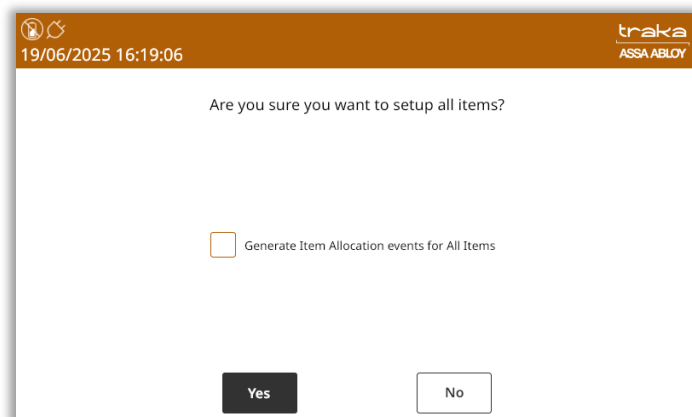 19/06/2025 16:19:06
traka
ASSA ABLOY
Are you sure you want to setup all items?
Generate Item Allocation events for All Items
Yes
No